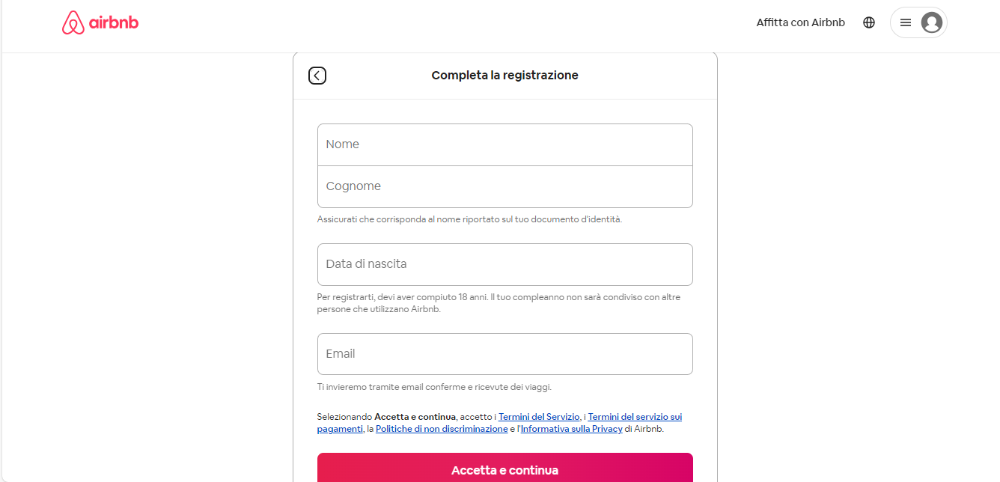 airbnb
Affitta con Airbnb
Completa la registrazione
Nome
Cognome
Assicurati che corrisponda al nome riportato sul tuo documento d'identità.
Data di nascita
Per registrarti, devi aver compiuto 18 anni. Il tuo compleanno non sarà condiviso con altre
persone che utilizzano Airbnb.
Email
Ti invieremo tramite email conferme e ricevute dei viaggi.
Selezionando Accetta e continua, accetto i Termini del Servizio, i Termini del servizio sui
pagamenti, la Politiche di non discriminazione e l'Informativa sulla Privacy di Airbnb.
Accetta e continua